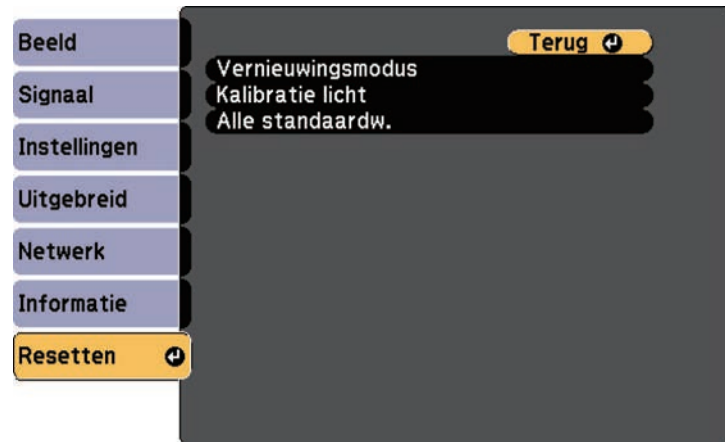 Beeld
Signaal
Instellingen
Uitgebreid
Netwerk
Informatie
Resetten
Terug
Vernieuwingsmodus
Kalibratie licht
Alle standaardw.